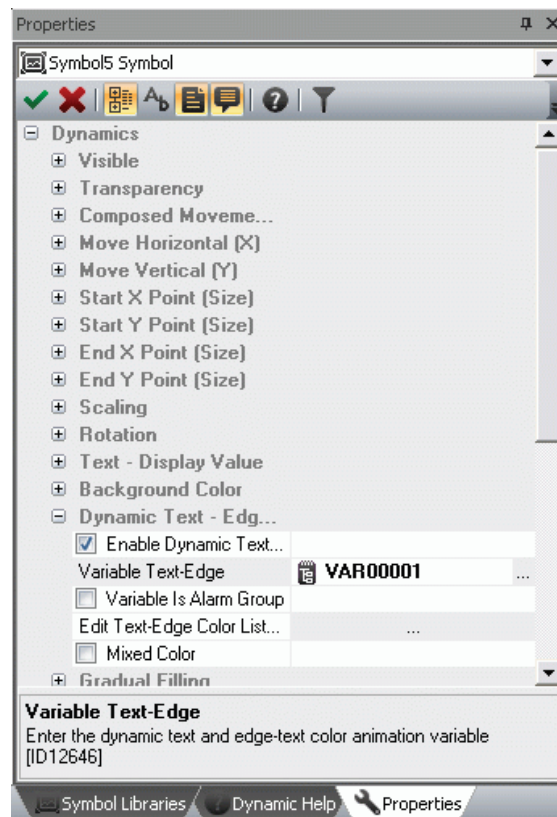 Properties
Symbol5 Symbol
Dynamics
Visible
Transparency
Composed Moveme...
Move Horizontal (X)
Move Vertical (Y)
Start X Point (Size)
Start Y Point (Size)
End X Point (Size)
End Y Point (Size)
Scaling
Rotation
Text - Display Value
Background Color
Dynamic Text - Edg...
Enable Dynamic Text...
Variable Text-Edge VAR00001 ...
Variable Is Alarm Group
Edit Text-Edge Color List... ...
Mixed Color
Gradual Filling
Variable Text-Edge
Enter the dynamic text and edge-text color animation variable
[ID12646]
Symbol Libraries Dynamic Help Properties